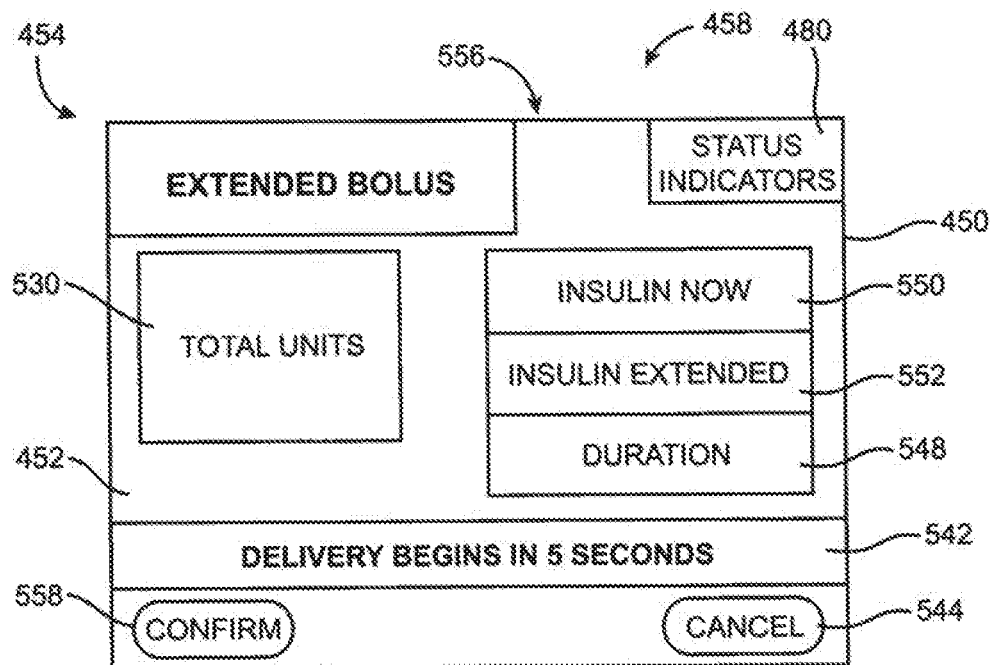 454
556
458
480
EXTENDED BOLUS
STATUS
INDICATORS
450
530
TOTAL UNITS
INSULIN NOW
550
INSULIN EXTENDED
552
DURATION
548
452
DELIVERY BEGINS IN 5 SECONDS
542
558
CONFIRM
CANCEL
544